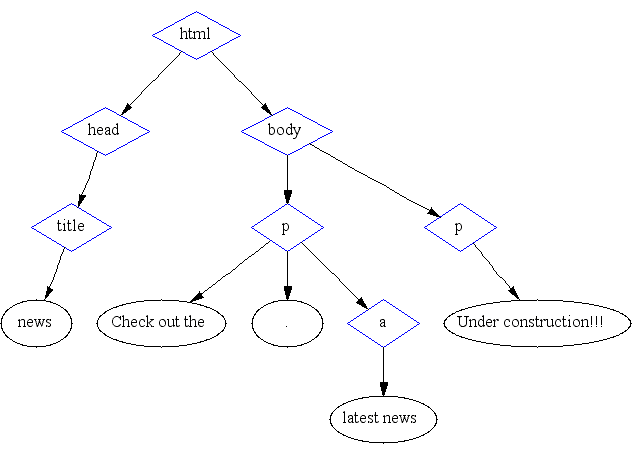 html
head
body
title
p
p
news
Check out the
.
a
Under construction!!!
latest news